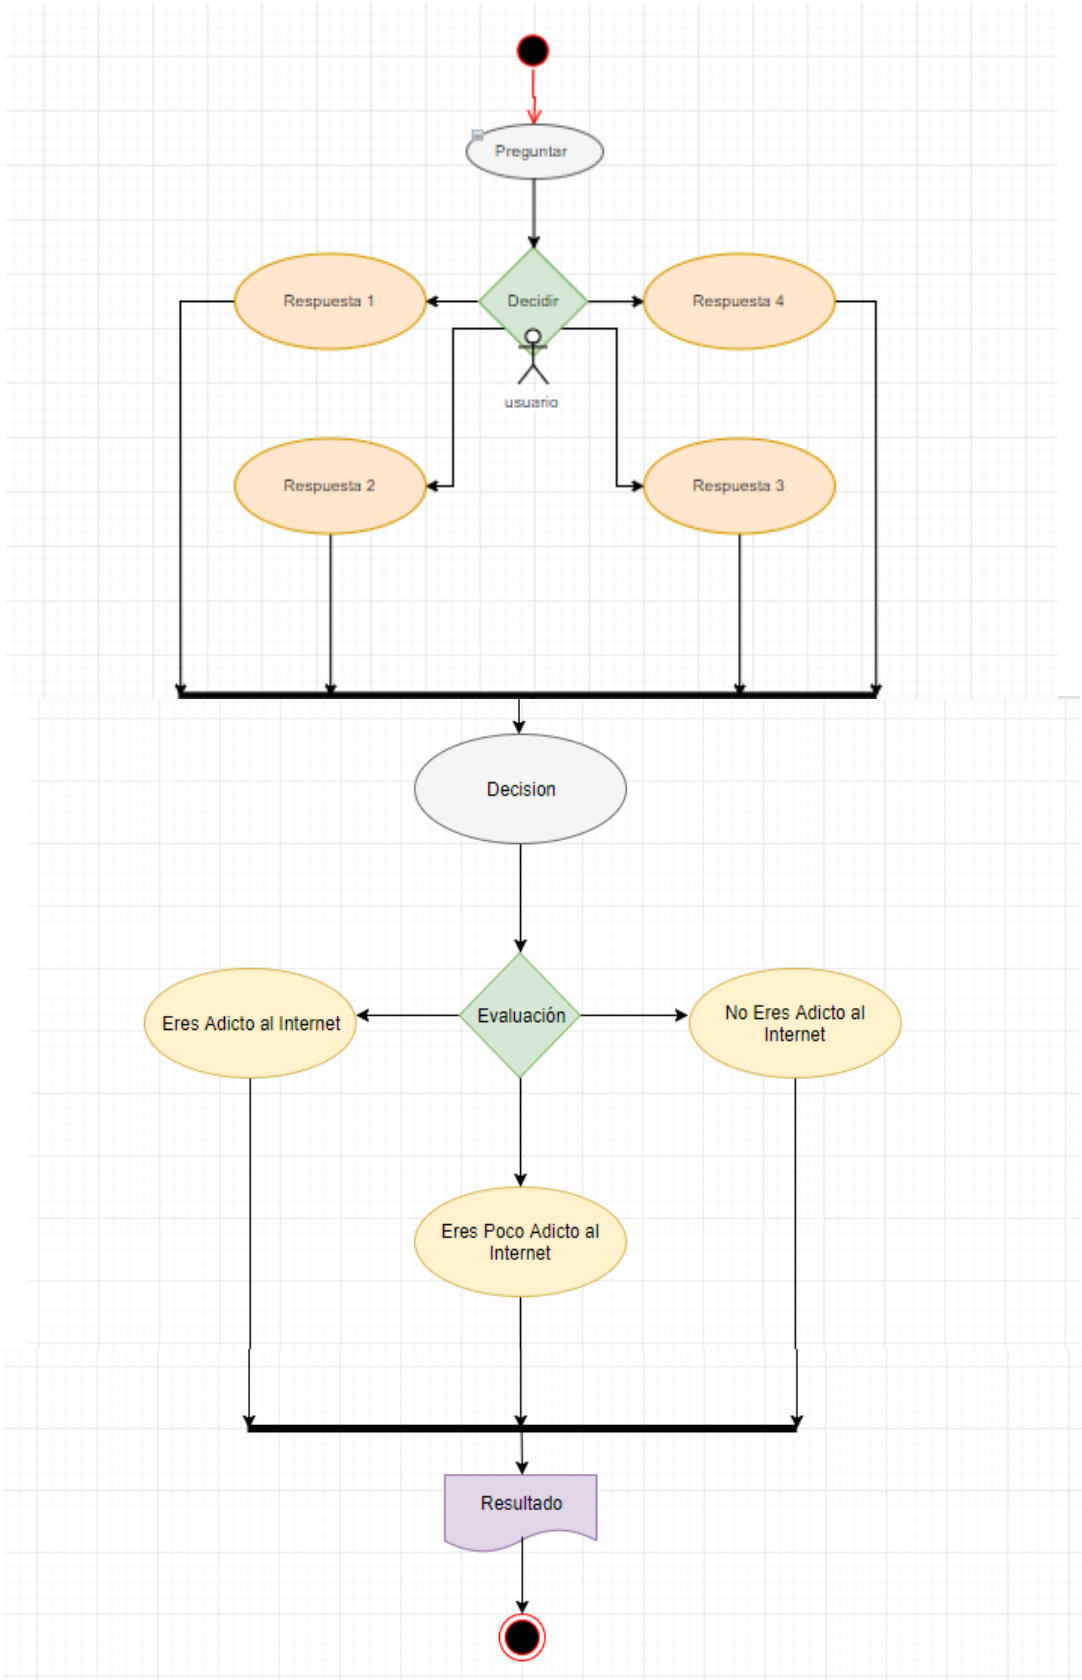 Preguntar
Respuesta 1
Decidir
Respuesta 4
usuario
Respuesta 2
Respuesta 3
Decision
Eres Adicto al Internet
Evaluación
No Eres Adicto al
Internet
Eres Poco Adicto al
Internet
Resultado